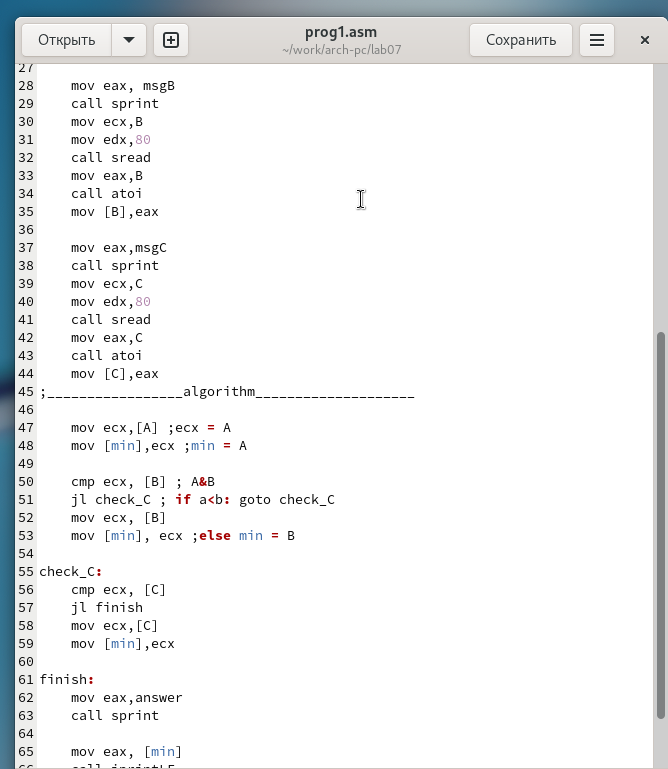 Открыть
prog1.asm
~/work/arch-pc/lab07
Сохранить
27
28 mov eax, msgB
29 call sprint
30 mov ecx,B
31 mov edx,80
32 call sread
33 mov eax,B
34 call atoi
35 mov [B],eax
36
37 mov eax,msgC
38 call sprint
39 mov ecx,C
40 mov edx,80
41 call sread
42 mov eax,C
43 call atoi
44 mov [C],eax
45 ;_________________algorithm____________________
46
47 mov ecx,[A] ;ecx = A
48 mov [min],ecx ;min = A
49
50 cmp ecx, [B] ; A&B
51 jl check_C ; if a<b: goto check_C
52 mov ecx, [B]
53 mov [min], ecx ;else min = B
54
55 check_C:
56 cmp ecx, [C]
57 jl finish
58 mov ecx,[C]
59 mov [min],ecx
60
61 finish:
62 mov eax,answer
63 call sprint
64
65 mov eax, [min]
66 call iprintLF